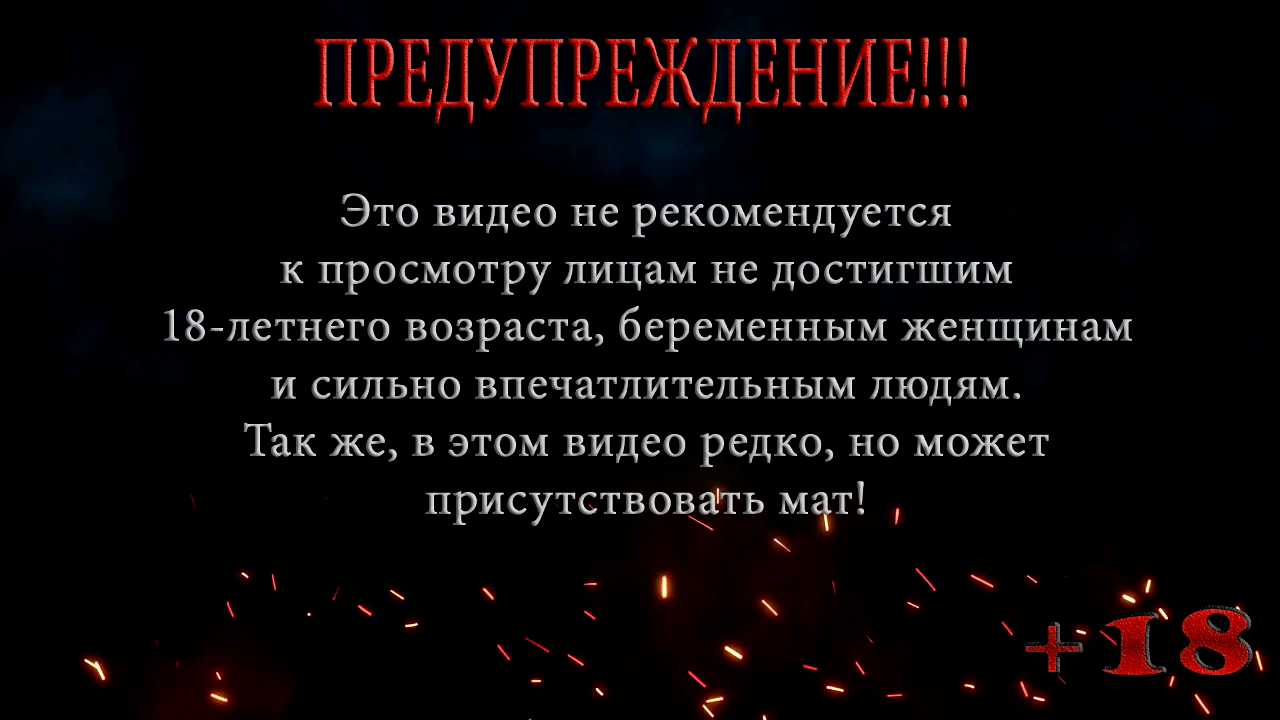 ПРЕДУПРЕЖДЕНИЕ!!!
Это видео не рекомендуется
к просмотру лицам не достигшим
18-летнего возраста, беременным женщинам
и сильно впечатлительным людям.
Так же, в этом видео редко, но может
присутствовать мат!
+18